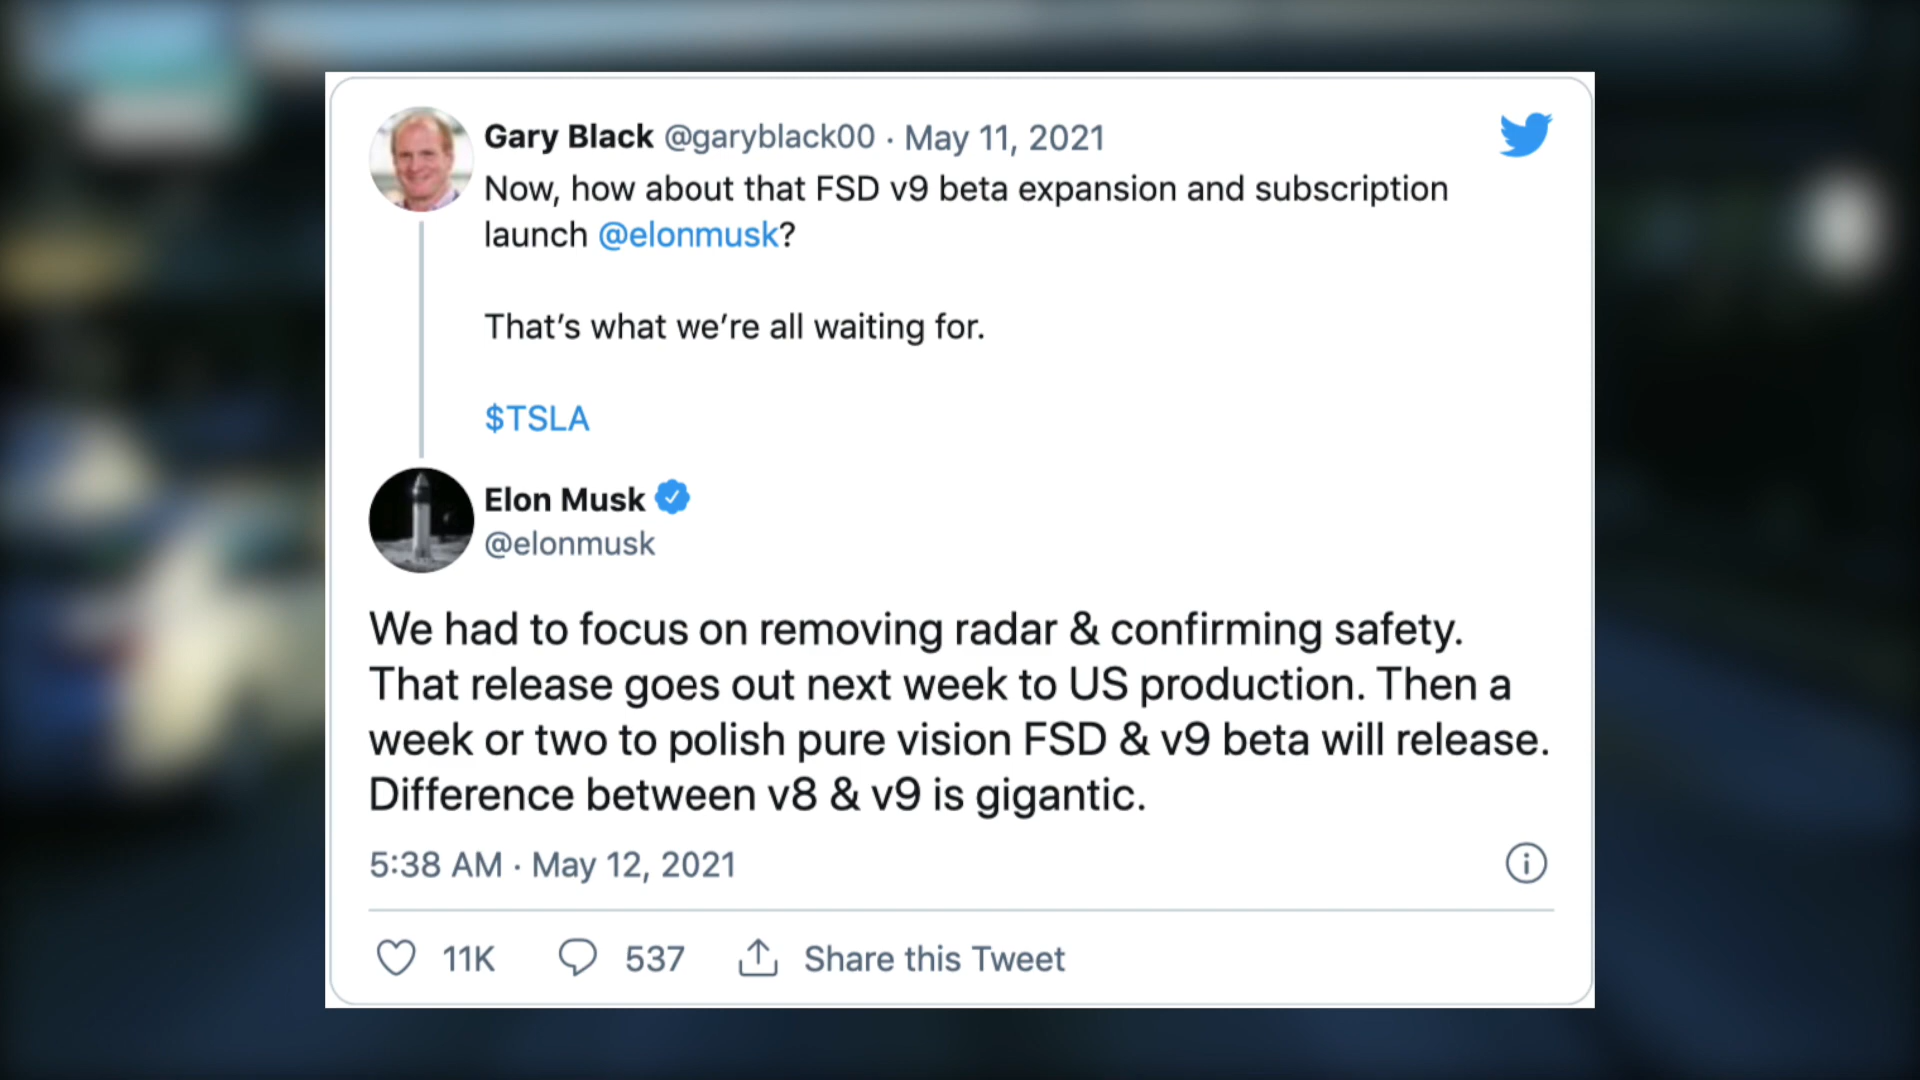 Gary Black @garyblack00 · May 11, 2021
Now, how about that FSD v9 beta expansion and subscription
launch @elonmusk?
That’s what we’re all waiting for.
$TSLA
Elon Musk
@elonmusk
We had to focus on removing radar & confirming safety.
That release goes out next week to US production. Then a
week or two to polish pure vision FSD & v9 beta will release.
Difference between v8 & v9 is gigantic.
5:38 AM · May 12, 2021
11K 537 Share this Tweet